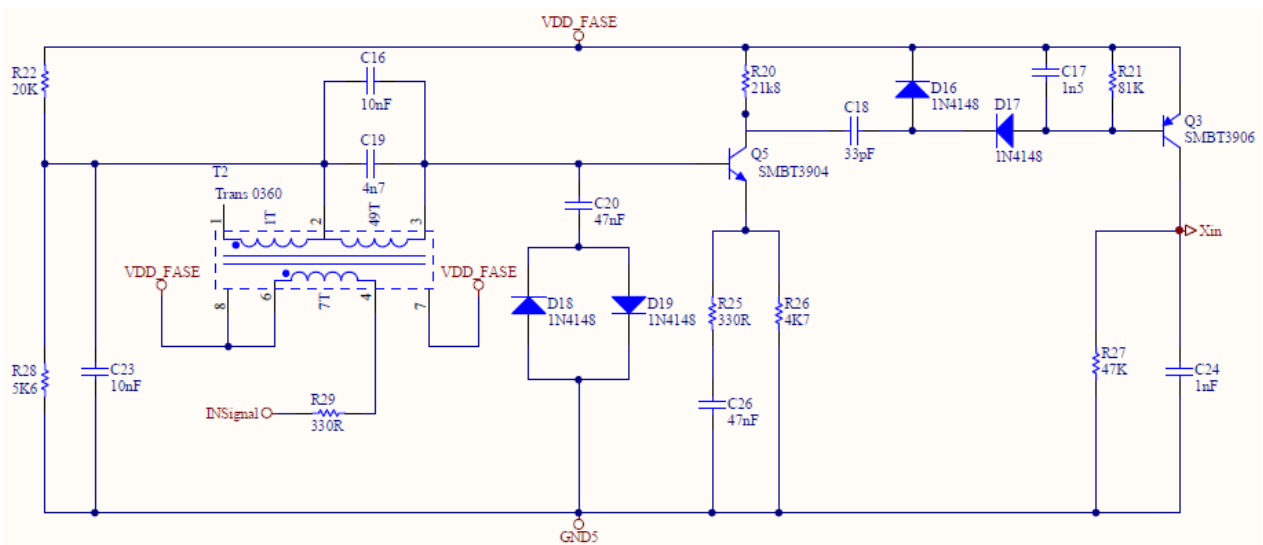 VDD_FASE
R22
20K
C16
10nF
R20
21k8
D16
1N4148
C17
1n5
R21
81K
C18
33pF
D17
1N4148
Q3
SMBT3906
C19
4n7
Q5
SMBT3904
T2
Trans 0360
1
1T
2
49T
3
C20
47nF
Xin
VDD_FASE
VDD_FASE
8
6
7T
4
7
D18
1N4148
D19
1N4148
R25
330R
R26
4K7
R28
5K6
C23
10nF
R27
47K
C24
1nF
INSignal
R29
330R
C26
47nF
GND5